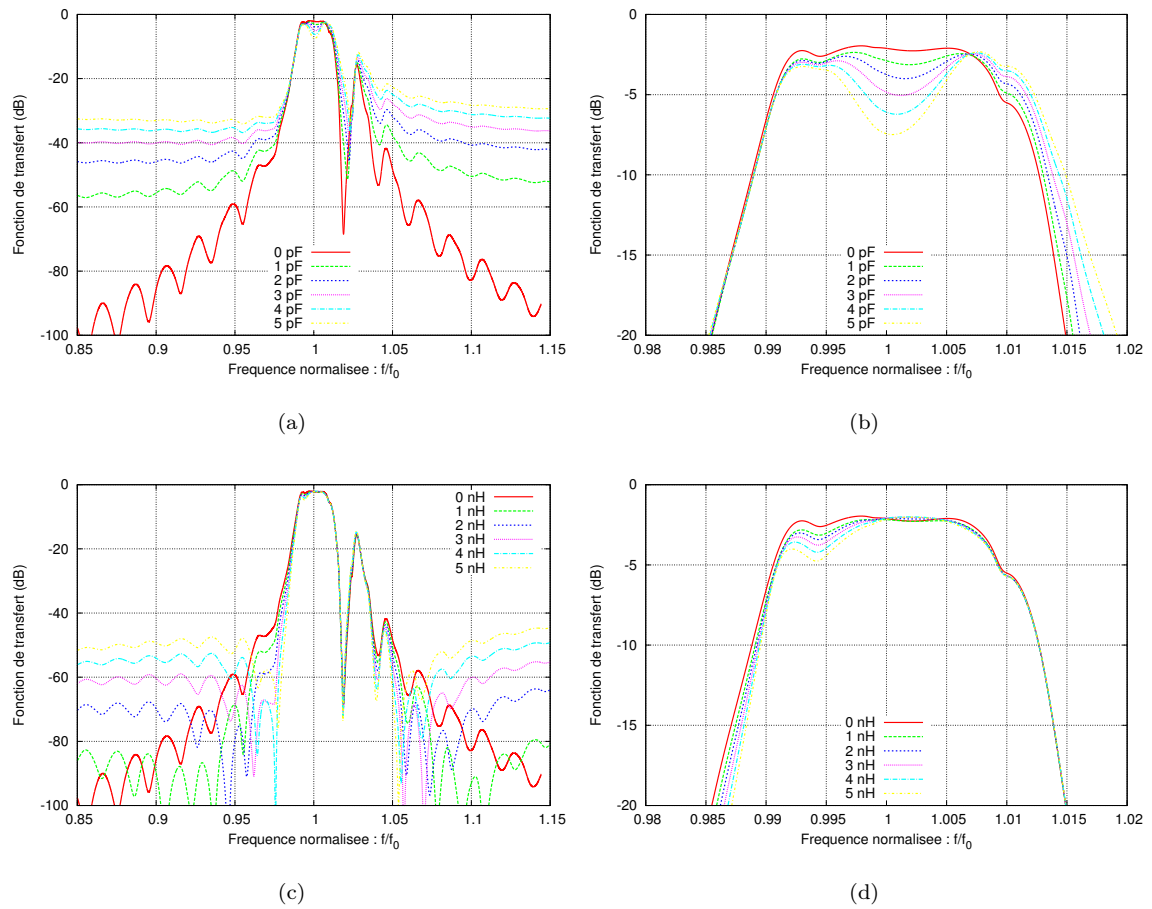 0
-20
-40
-60
-80
-100
0.85 0.9 0.95 1 1.05 1.1 1.15
Fonction de transfert (dB)
Frequence normalisee : f/f0
0 pF
1 pF
2 pF
3 pF
4 pF
5 pF
(a)
0
-5
-10
-15
-20
0.98 0.985 0.99 0.995 1 1.005 1.01 1.015 1.02
Fonction de transfert (dB)
Frequence normalisee : f/f0
0 pF
1 pF
2 pF
3 pF
4 pF
5 pF
(b)
0
-20
-40
-60
-80
-100
0.85 0.9 0.95 1 1.05 1.1 1.15
Fonction de transfert (dB)
Frequence normalisee : f/f0
0 nH
1 nH
2 nH
3 nH
4 nH
5 nH
(c)
0
-5
-10
-15
-20
0.98 0.985 0.99 0.995 1 1.005 1.01 1.015 1.02
Fonction de transfert (dB)
Frequence normalisee : f/f0
0 nH
1 nH
2 nH
3 nH
4 nH
5 nH
(d)